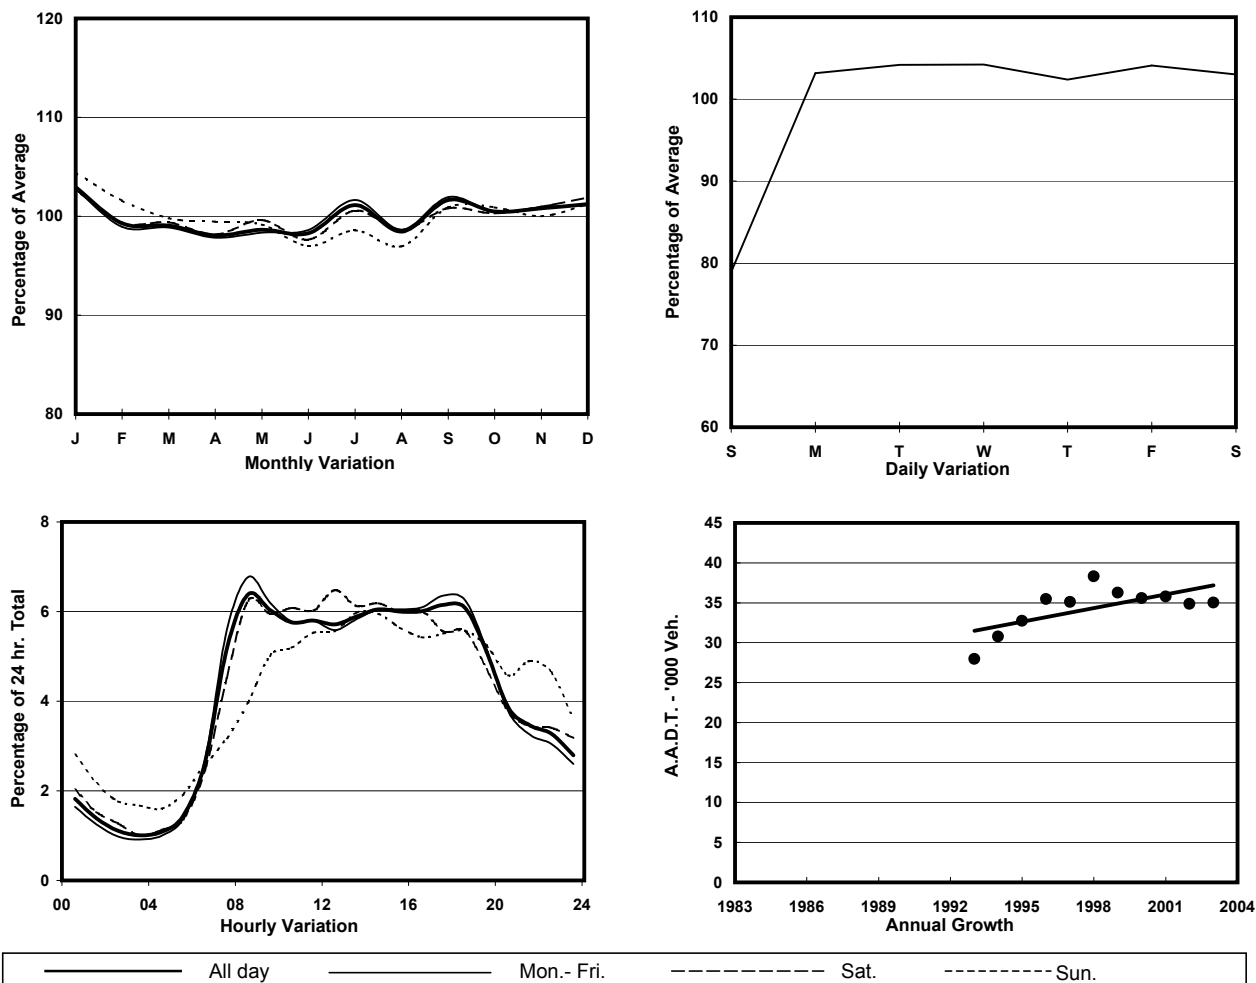 120
110
100
90
80
Percentage of Average
J F M A M J J A S O N D
Monthly Variation
110
100
90
80
70
60
Percentage of Average
S M T W T F S
Daily Variation
8
6
4
2
0
Percentage of 24 hr. Total
00 04 08 12 16 20 24
Hourly Variation
45
40
35
30
25
20
15
10
5
0
A.A.D.T. - '000 Veh.
1983 1986 1989 1992 1995 1998 2001 2004
Annual Growth
All day Mon.- Fri. Sat. Sun.